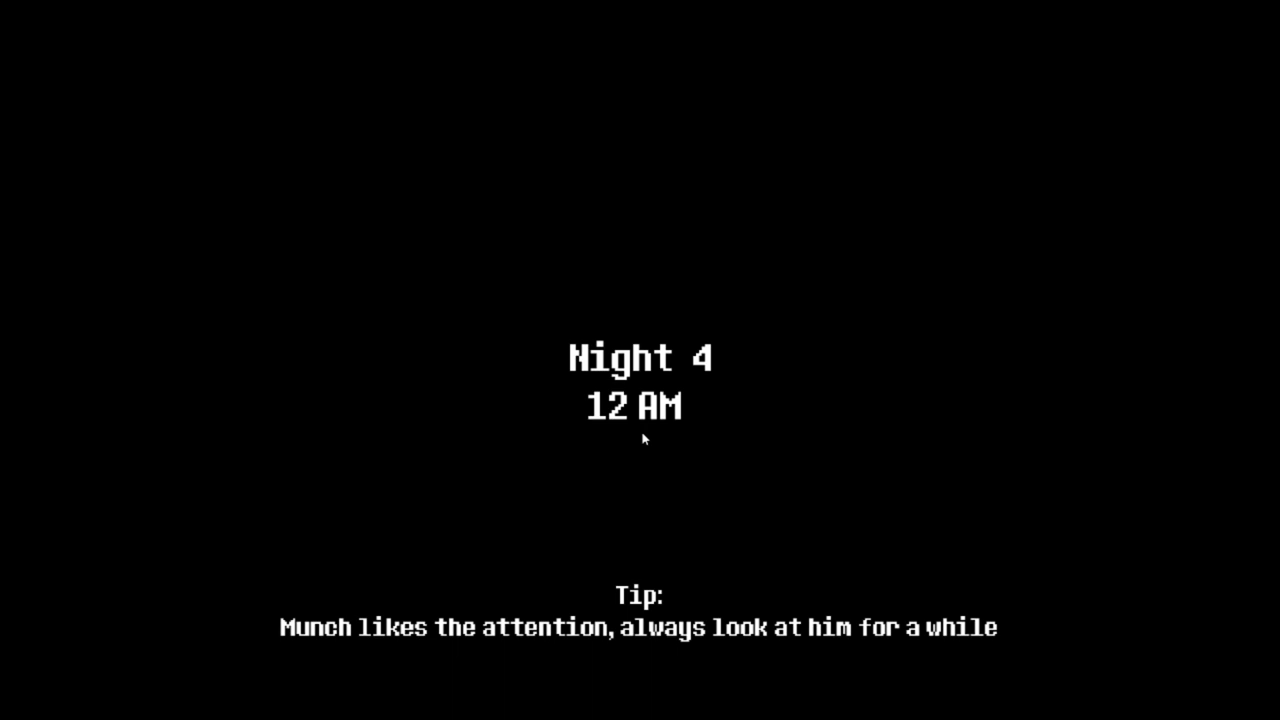 Night 4
12 AM
Tip:
Munch likes the attention, always look at him for a while